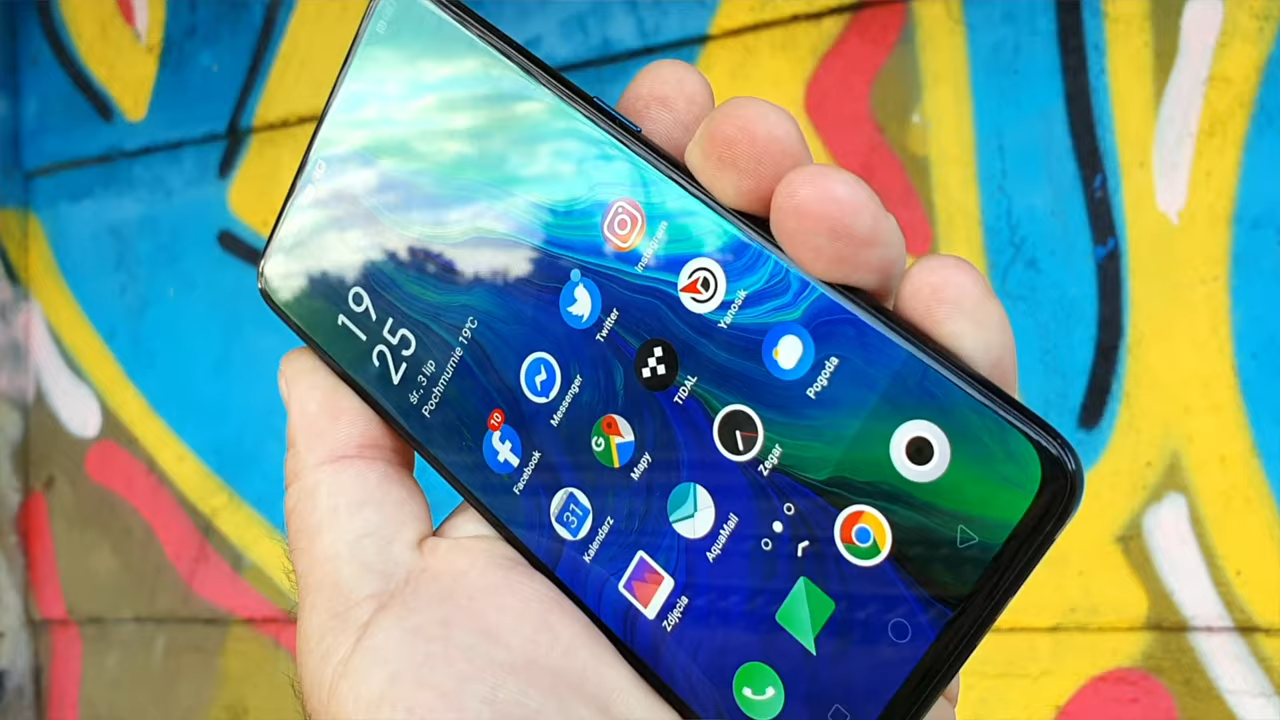 19
25
śr., 3 lip
Pochmurnie 19°C
Instagram
Twitter
Yanosik
Messenger
TIDAL
Pogoda
10
Facebook
G
Mapy
Zegar
31
Kalendarz
AquaMail
Zdjęcia